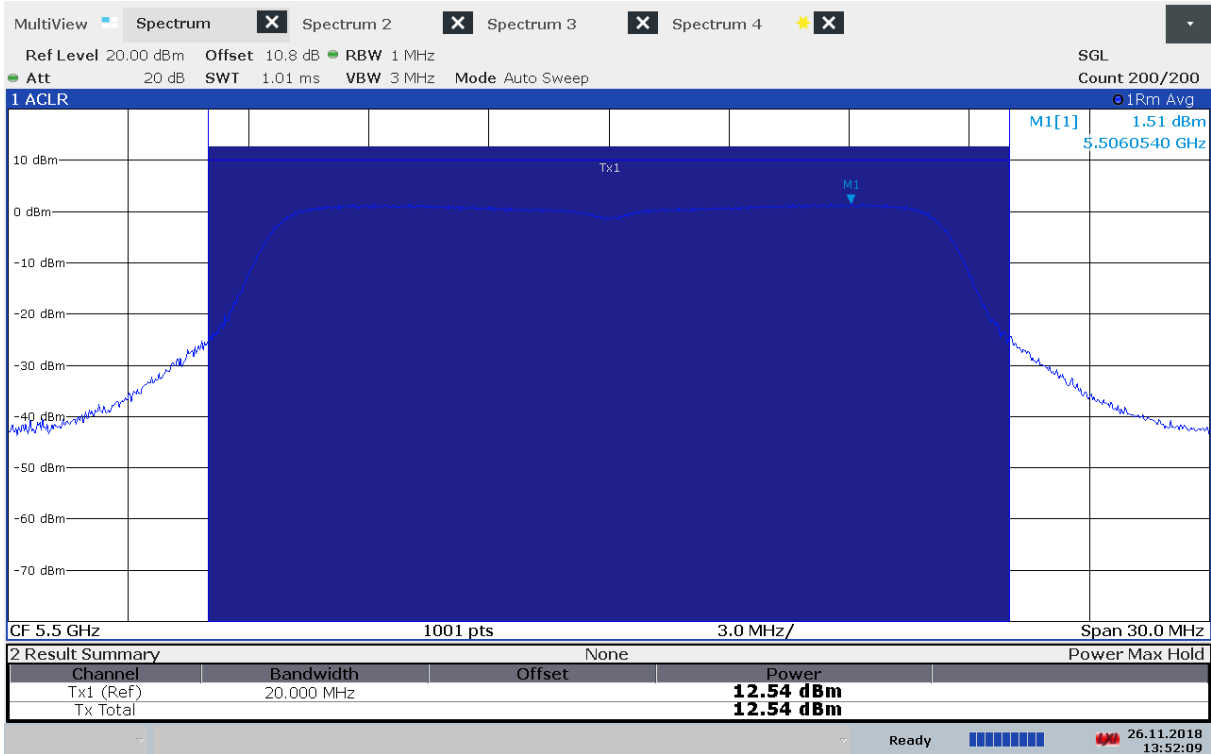 MultiView Spectrum Spectrum 2 Spectrum 3 Spectrum 4
Ref Level 20.00 dBm Offset 10.8 dB RBW 1 MHz SGL
Att 20 dB SWT 1.01 ms VBW 3 MHz Mode Auto Sweep Count 200/200
1 ACLR 1Rm Avg
M1[1] 1.51 dBm
5.5060540 GHz
10 dBm
Tx1
M1
0 dBm
-10 dBm
-20 dBm
-30 dBm
-40 dBm
-50 dBm
-60 dBm
-70 dBm
CF 5.5 GHz 1001 pts 3.0 MHz/ Span 30.0 MHz
2 Result Summary None Power Max Hold
Channel Bandwidth Offset Power
Tx1 (Ref) 20.000 MHz 12.54 dBm
Tx Total 12.54 dBm
Ready 26.11.2018
13:52:09